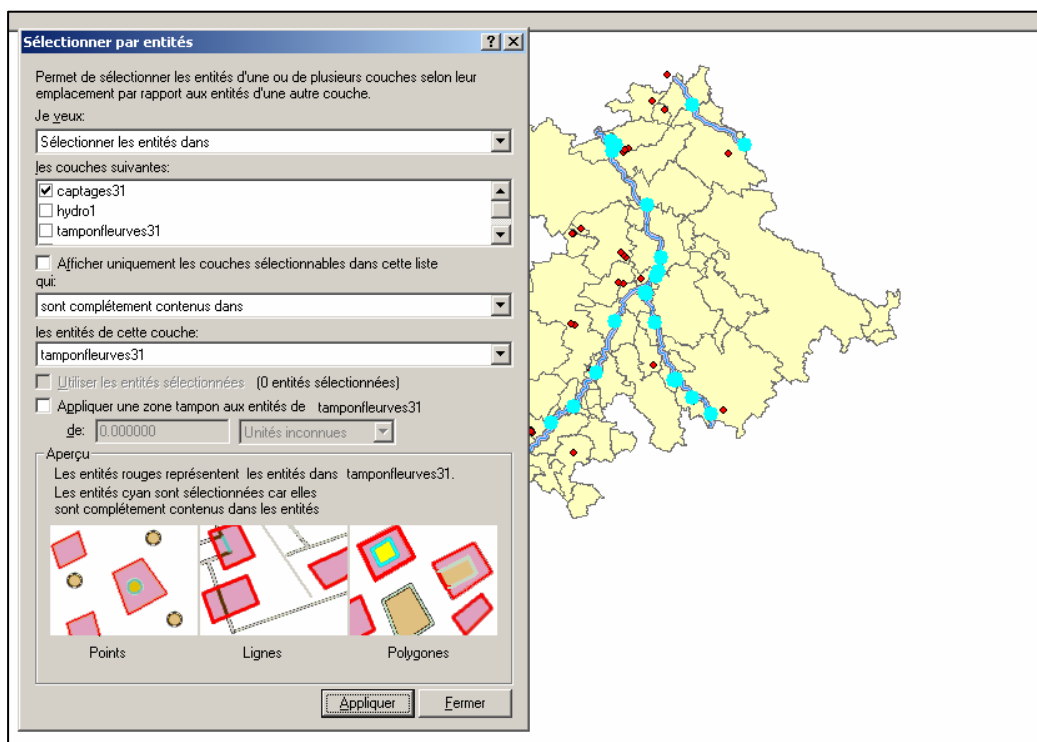 Sélectionner par entités
Permet de sélectionner les entités d'une ou de plusieurs couches selon leur
emplacement par rapport aux entités d'une autre couche.
Je veux:
Sélectionner les entités dans
les couches suivantes:
captages31
hydro1
tamponfleurves31
Afficher uniquement les couches sélectionnables dans cette liste
qui:
sont complétement contenus dans
les entités de cette couche:
tamponfleurves31
Utiliser les entités sélectionnées (0 entités sélectionnées)
Appliquer une zone tampon aux entités de tamponfleurves31
de: 0.000000 Unités inconnues
Aperçu
Les entités rouges représentent les entités dans tamponfleurves31.
Les entités cyan sont sélectionnées car elles
sont complétement contenus dans les entités
Points Lignes Polygones
Appliquer Fermer